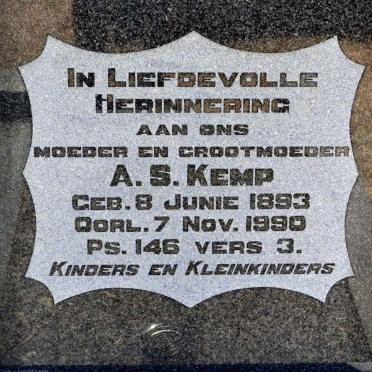 In Liefdevolle
Herinnering
aan ons
moeder en grootmoeder
A. S. Kemp
Geb. 8 Junie 1893
Oorl. 7 Nov. 1990
Ps. 146 vers 3.
Kinders en Kleinkinders